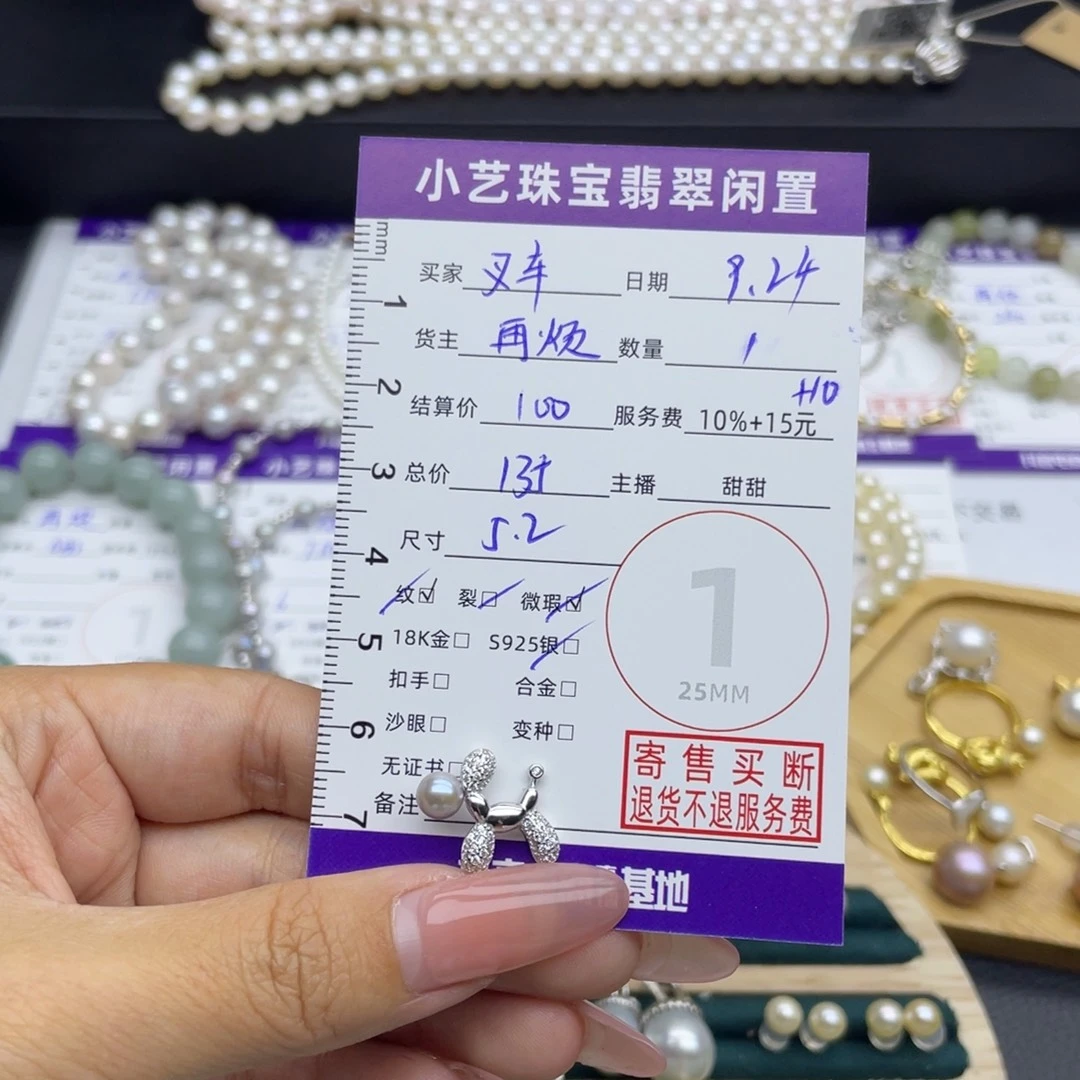 小艺珠宝翡翠闲置
mm
买家 叉车 日期 9.24
货主 再烦 数量 1
+10
结算价 100 服务费 10%+15元
总价 135 主播 甜甜
尺寸 5.2
纹☑ 裂□ 微瑕☑
18K金□ S925银□
扣手□ 合金□
沙眼□ 变种□
无证书□
备注
1
2
3
4
5
6
7
1
25MM
寄售买断
退货不退服务费
基地